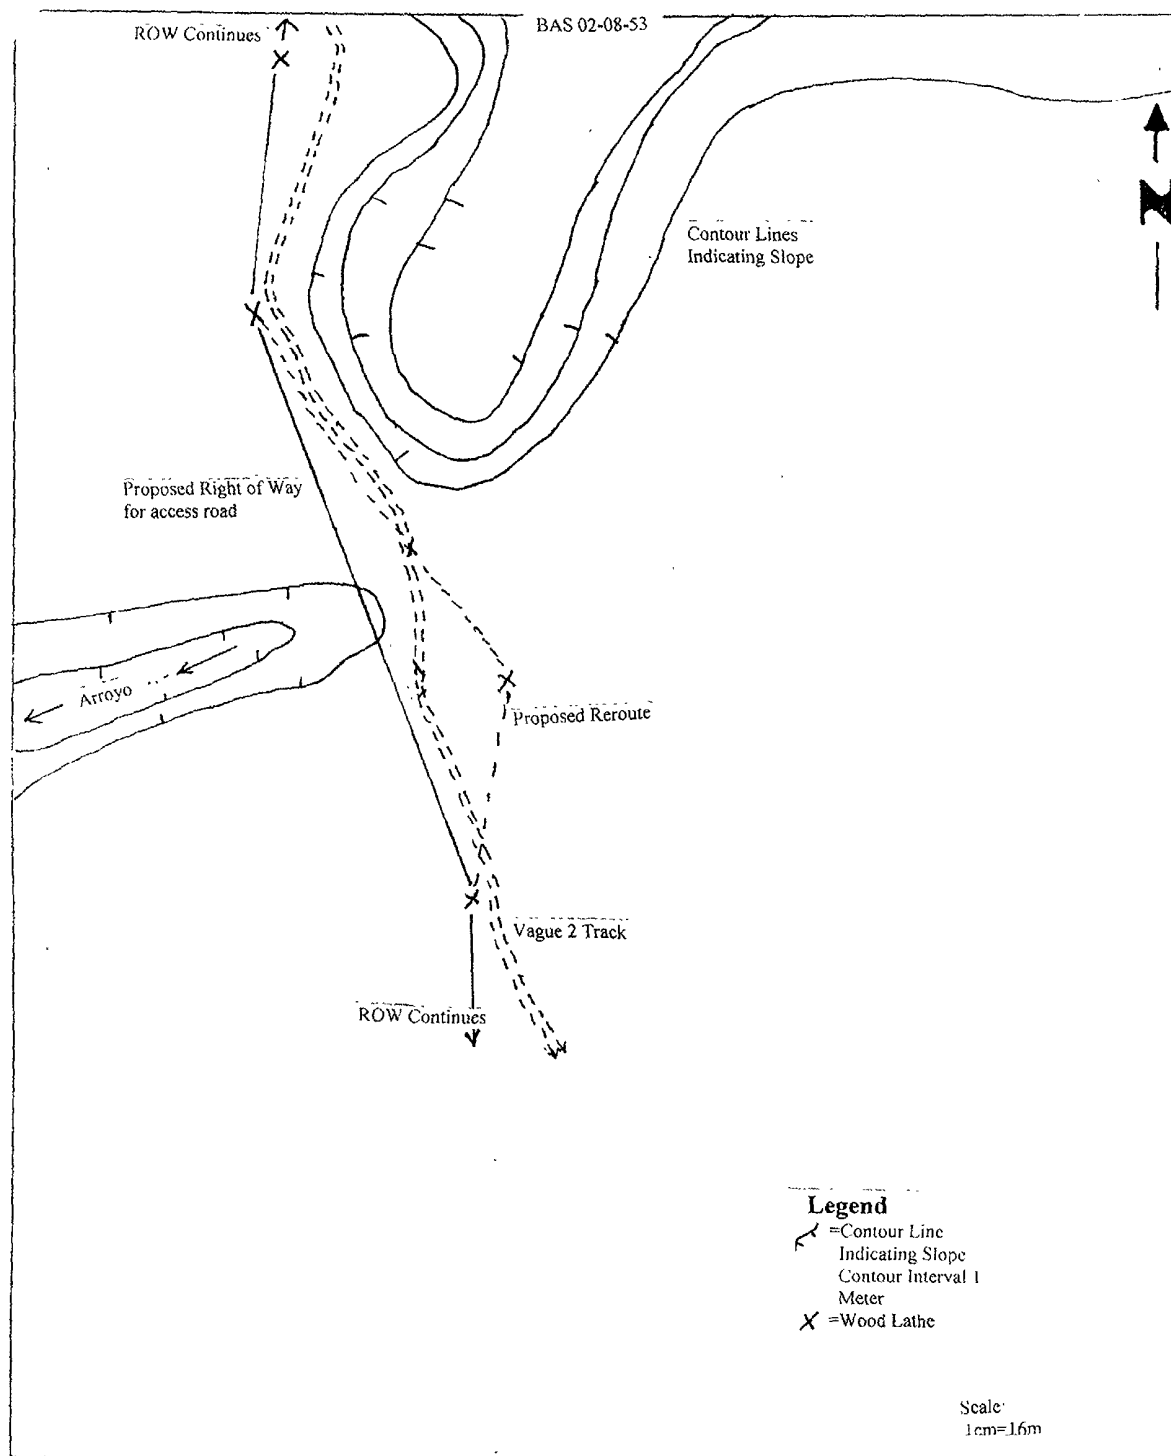 BAS 02-08-53
ROW Continues
N
Contour Lines
Indicating Slope
Proposed Right of Way
for access road
Arroyo
Proposed Reroute
Vague 2 Track
ROW Continues
Legend
=Contour Line
Indicating Slope
Contour Interval 1
Meter
=Wood Lathe
Scale:
1cm=16m